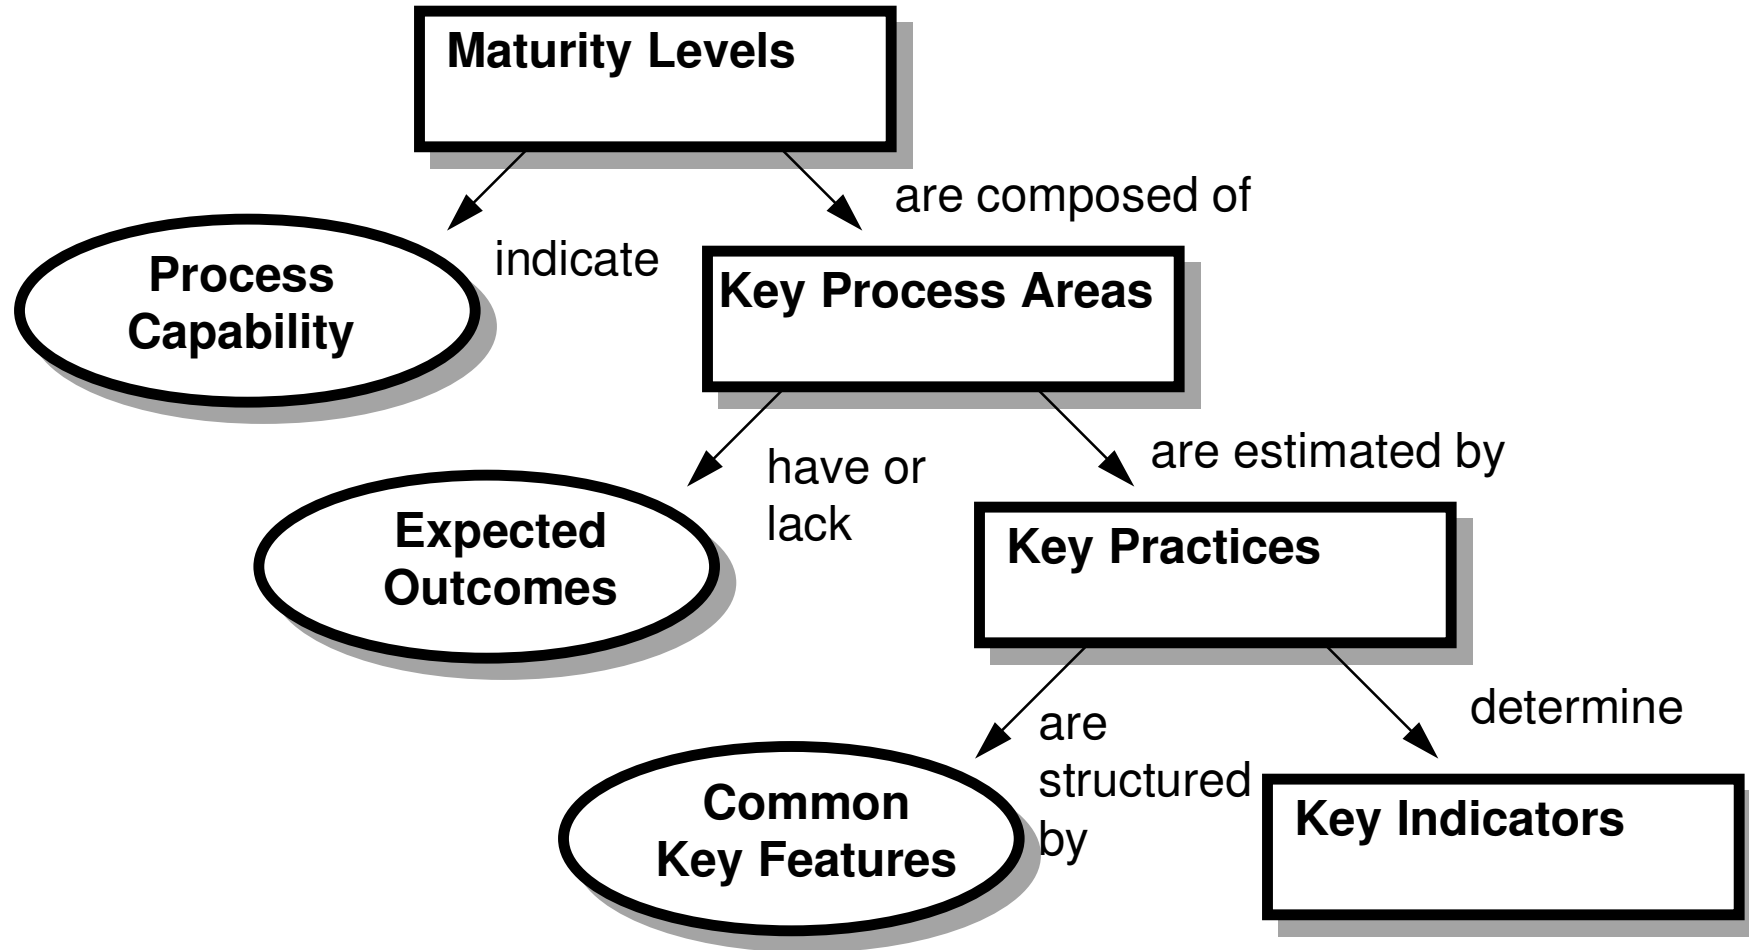 Maturity Levels
are composed of
indicate
Process
Capability
Key Process Areas
have or
lack
are estimated by
Expected
Outcomes
Key Practices
are
structured
by
determine
Common
Key Features
Key Indicators